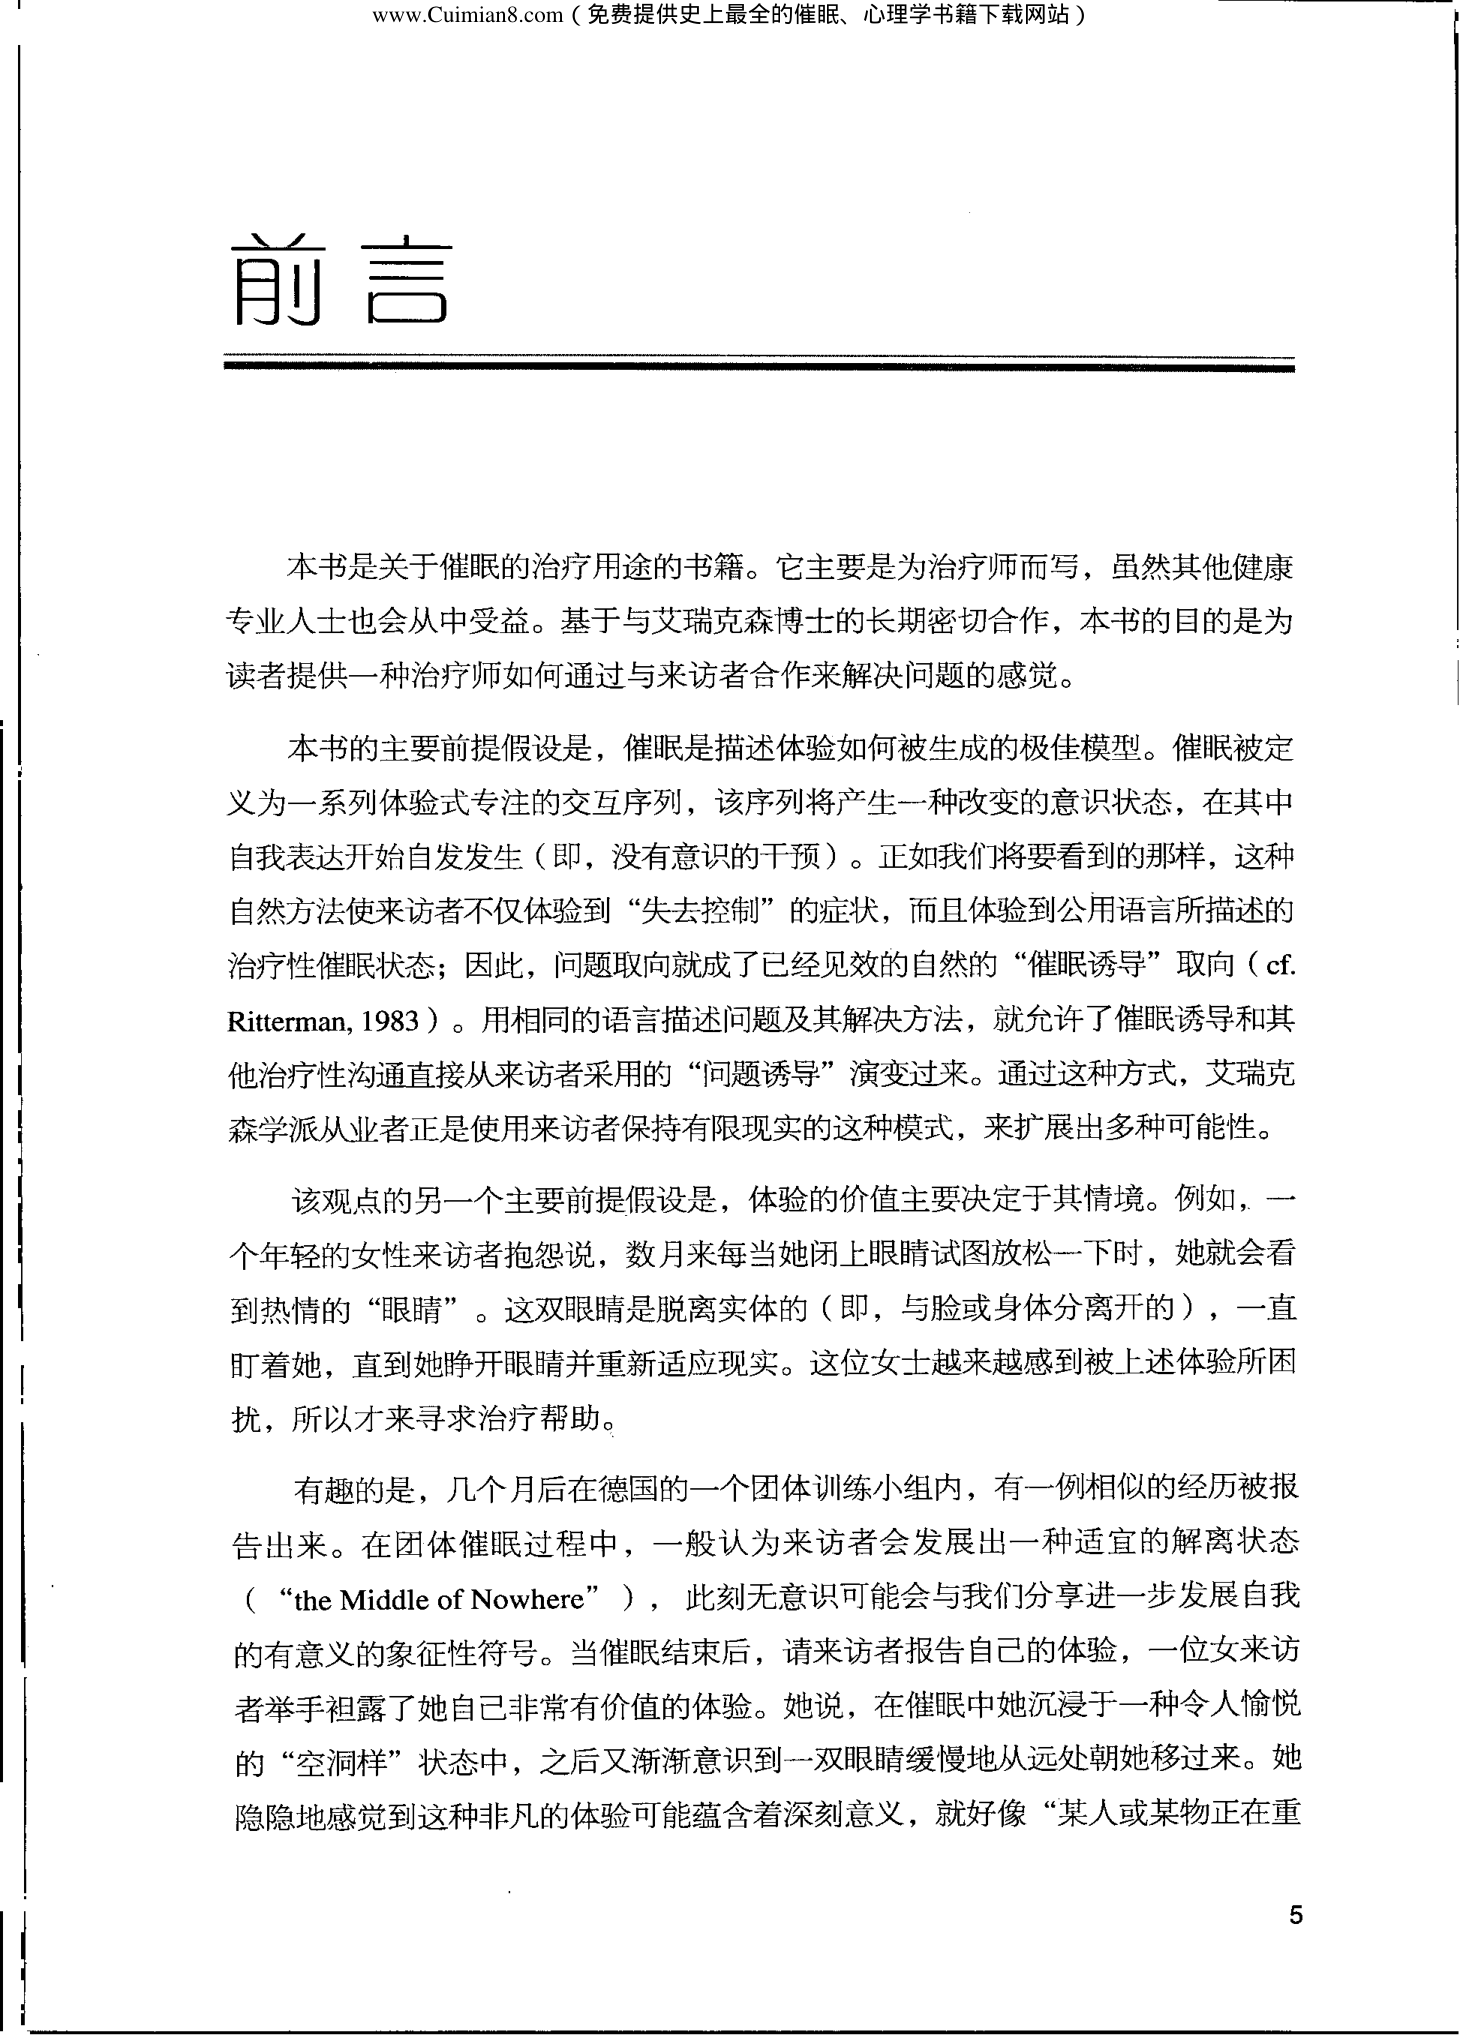 www.Cuimian8.com（免费提供史上最全的催眠、心理学书籍下载网站）
前言
本书是关于催眠的治疗用途的书籍。它主要是为治疗师而写，虽然其他健康
专业人士也会从中受益。基于与艾瑞克森博士的长期密切合作，本书的目的是为
读者提供一种治疗师如何通过与来访者合作来解决问题的感觉。
本书的主要前提假设是，催眠是描述体验如何被生成的极佳模型。催眠被定
义为一系列体验式专注的交互序列，该序列将产生一种改变的意识状态，在其中
自我表达开始自发发生（即，没有意识的干预）。正如我们将要看到的那样，这种
自然方法使来访者不仅体验到“失去控制”的症状，而且体验到公用语言所描述的
治疗性催眠状态；因此，问题取向就成了已经见效的自然的“催眠诱导”取向（cf.
Ritterman, 1983）。用相同的语言描述问题及其解决方法，就允许了催眠诱导和其
他治疗性沟通直接从来访者采用的“问题诱导”演变过来。通过这种方式，艾瑞克
森学派从业者正是使用来访者保持有限现实的这种模式，来扩展出多种可能性。
该观点的另一个主要前提假设是，体验的价值主要决定于其情境。例如，一
个年轻的女性来访者抱怨说，数月来每当她闭上眼睛试图放松一下时，她就会看
到热情的“眼睛”。这双眼睛是脱离实体的（即，与脸或身体分离开的），一直
盯着她，直到她睁开眼睛并重新适应现实。这位女士越来越感到被上述体验所困
扰，所以才来寻求治疗帮助。
有趣的是，几个月后在德国的一个团体训练小组内，有一例相似的经历被报
告出来。在团体催眠过程中，一般认为来访者会发展出一种适宜的解离状态
（“the Middle of Nowhere”），此刻无意识可能会与我们分享进一步发展自我
的有意义的象征性符号。当催眠结束后，请来访者报告自己的体验，一位女来访
者举手袒露了她自己非常有价值的体验。她说，在催眠中她沉浸于一种令人愉悦
的“空洞样”状态中，之后又渐渐意识到一双眼睛缓慢地从远处朝她移过来。她
隐隐地感觉到这种非凡的体验可能蕴含着深刻意义，就好像“某人或某物正在重
5